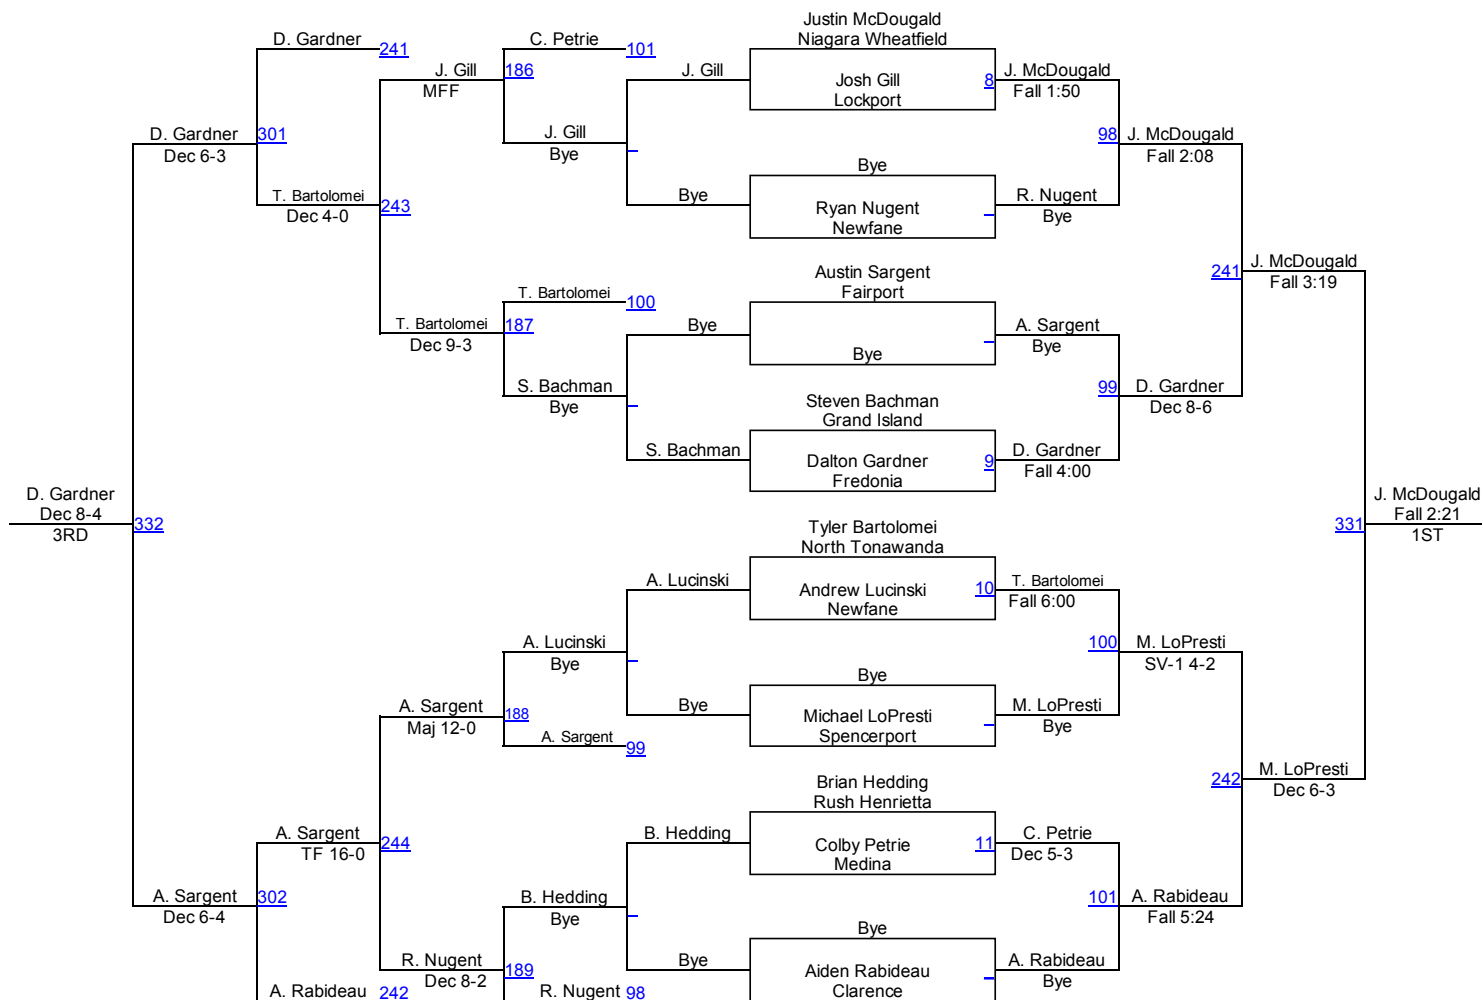 Justin McDougald
D. Gardner 241 C. Petrie 101 Niagara Wheatfield
J. Gill 186 J. Gill Josh Gill 8 J. McDougald
MFF Lockport Fall 1:50
D. Gardner 301 J. Gill 98 J. McDougald
Dec 6-3 Bye Bye Fall 2:08
T. Bartolomei 243 Bye Ryan Nugent R. Nugent
Dec 4-0 Newfane Bye
Austin Sargent 241 J. McDougald
T. Bartolomei 100 Fairport Fall 3:19
T. Bartolomei 187 Bye A. Sargent
Dec 9-3 Bye Bye
S. Bachman Steven Bachman 99 D. Gardner
Bye Grand Island Dec 8-6
S. Bachman Dalton Gardner 9 D. Gardner
Fredonia Fall 4:00
D. Gardner J. McDougald
Dec 8-4 332 Tyler Bartolomei 331 Fall 2:21
3RD North Tonawanda 1ST
A. Lucinski Andrew Lucinski 10 T. Bartolomei
Newfane Fall 6:00
A. Lucinski 100 M. LoPresti
Bye Bye SV-1 4-2
A. Sargent 188 Bye Michael LoPresti M. LoPresti
Maj 12-0 A. Sargent 99 Spencerport Bye
Brian Hedding 242 M. LoPresti
Rush Henrietta Dec 6-3
A. Sargent 244 B. Hedding Colby Petrie 11 C. Petrie
TF 16-0 Medina Dec 5-3
A. Sargent 302 B. Hedding 101 A. Rabideau
Dec 6-4 Bye Bye Fall 5:24
R. Nugent 189 Bye Aiden Rabideau A. Rabideau
Dec 8-2 Clarence Bye
A. Rabideau 242 R. Nugent 98